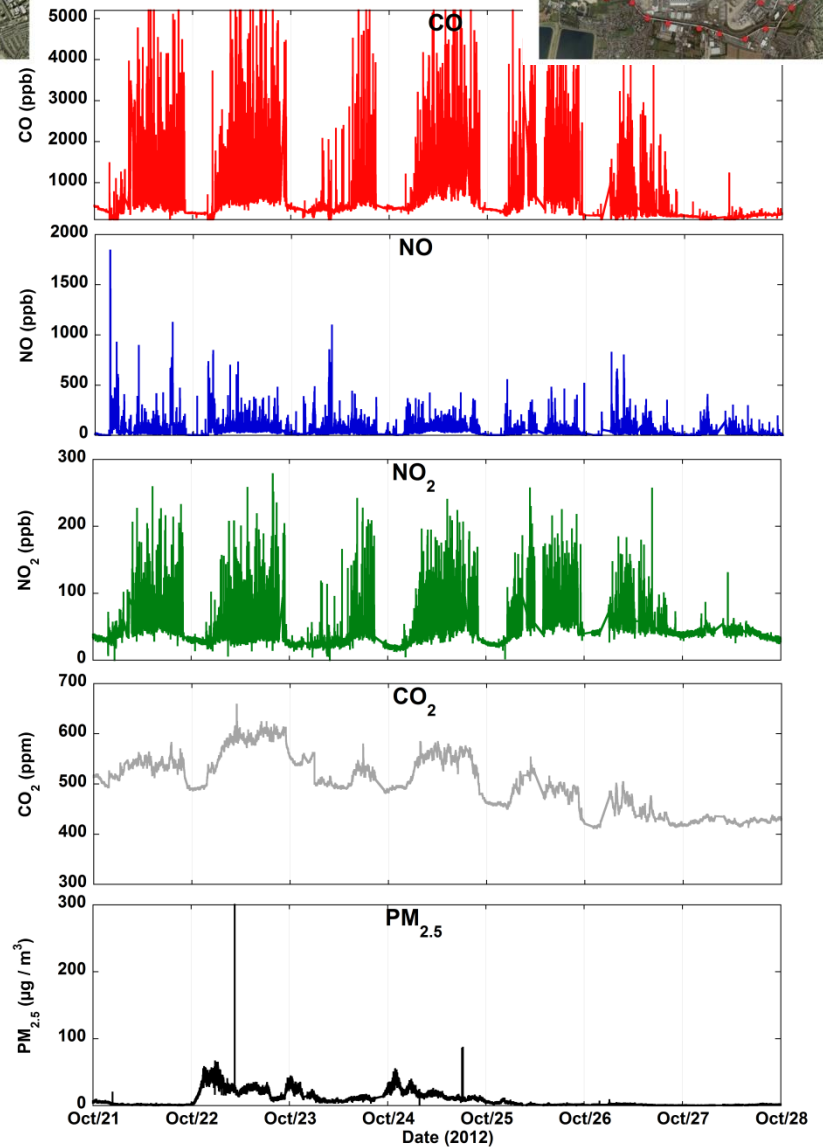 CO
5000
4000
3000
2000
1000
CO (ppb)
NO
2000
1500
1000
500
0
NO (ppb)
NO2
300
200
100
0
NO2 (ppb)
CO2
700
600
500
400
300
CO2 (ppm)
PM2.5
300
200
100
0
PM2.5 (µg / m3)
Oct/21 Oct/22 Oct/23 Oct/24 Oct/25 Oct/26 Oct/27 Oct/28
Date (2012)